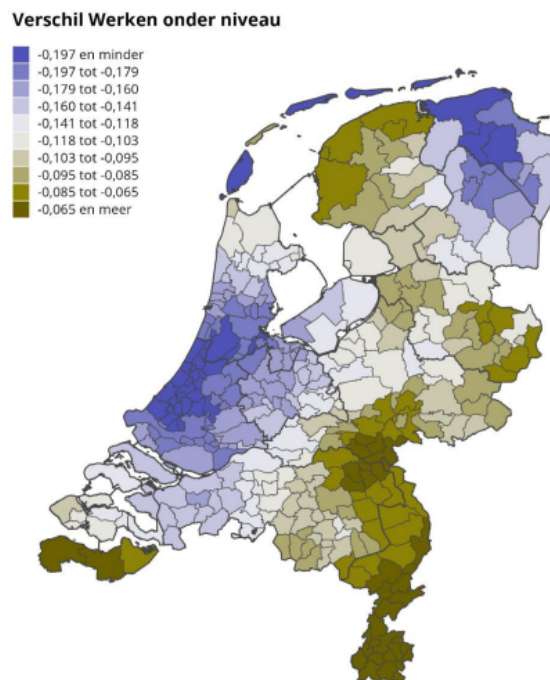 Verschil Werken onder niveau
-0,197 en minder
-0,197 tot -0,179
-0,179 tot -0,160
-0,160 tot -0,141
-0,141 tot -0,118
-0,118 tot -0,103
-0,103 tot -0,095
-0,095 tot -0,085
-0,085 tot -0,065
-0,065 en meer